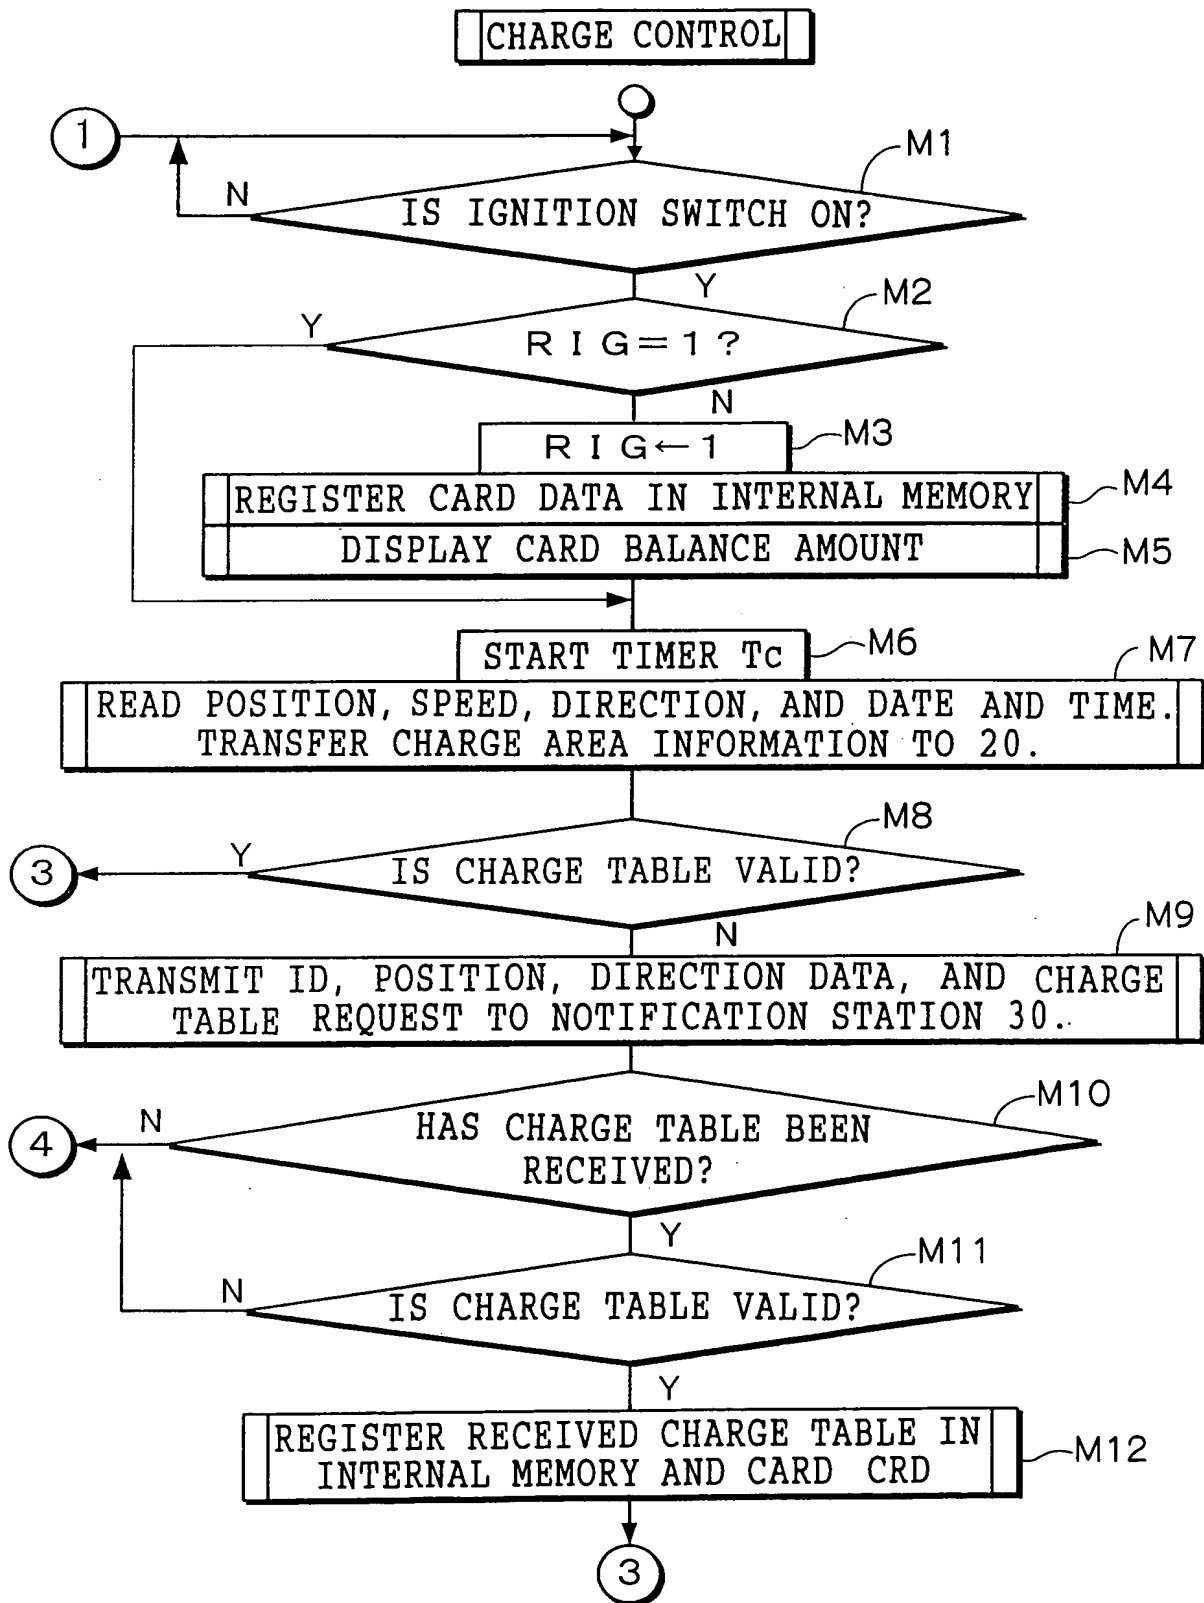 CHARGE CONTROL
1
M1
N
IS IGNITION SWITCH ON?
Y
M2
Y
RIG=1?
N
RIG←1
M3
REGISTER CARD DATA IN INTERNAL MEMORY
M4
DISPLAY CARD BALANCE AMOUNT
M5
START TIMER Tc
M6
M7
READ POSITION, SPEED, DIRECTION, AND DATE AND TIME.
TRANSFER CHARGE AREA INFORMATION TO 20.
M8
3
Y
IS CHARGE TABLE VALID?
N
M9
TRANSMIT ID, POSITION, DIRECTION DATA, AND CHARGE
TABLE REQUEST TO NOTIFICATION STATION 30.
M10
4
N
HAS CHARGE TABLE BEEN
RECEIVED?
Y
M11
N
IS CHARGE TABLE VALID?
Y
REGISTER RECEIVED CHARGE TABLE IN
INTERNAL MEMORY AND CARD CRD
M12
3